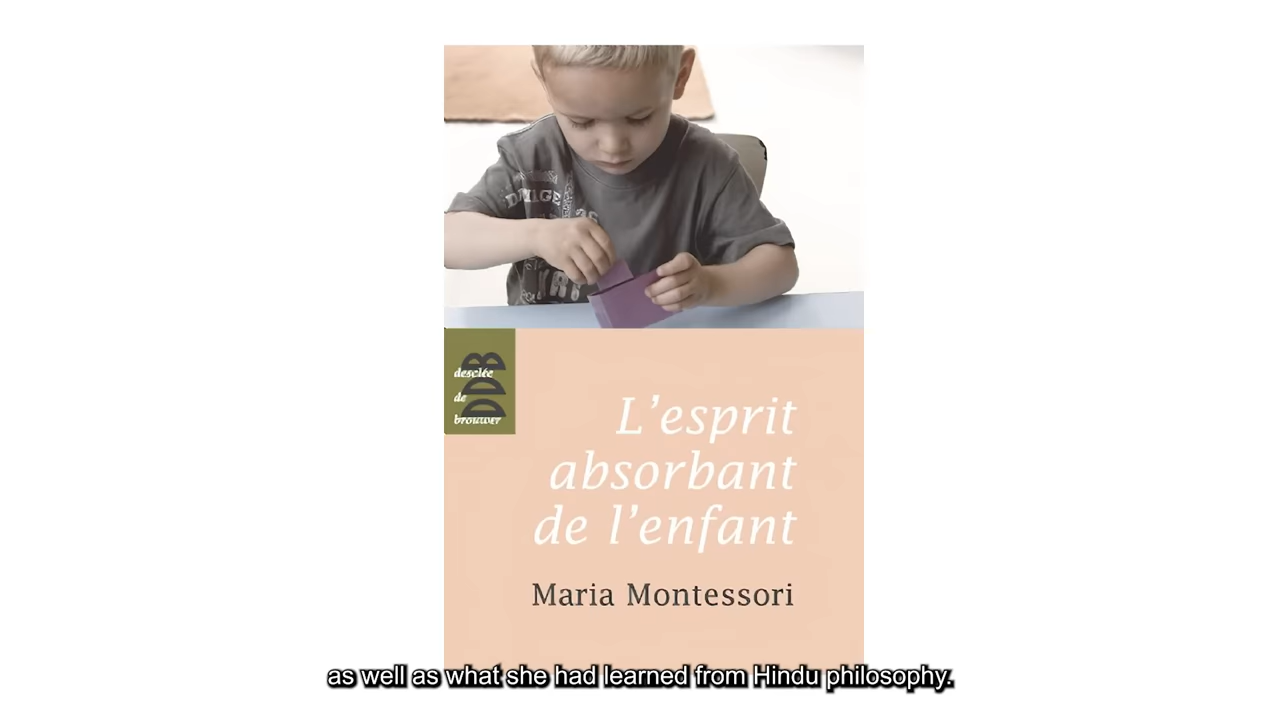 desclée
de
brouwer
DDB
L'esprit
absorbant
de l'enfant
Maria Montessori
as well as what she had learned from Hindu philosophy.